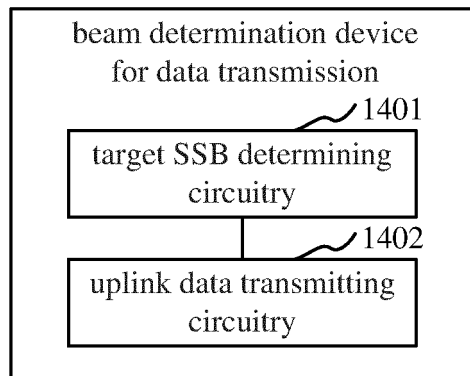 beam determination device
for data transmission
1401
target SSB determining
circuitry
1402
uplink data transmitting
circuitry